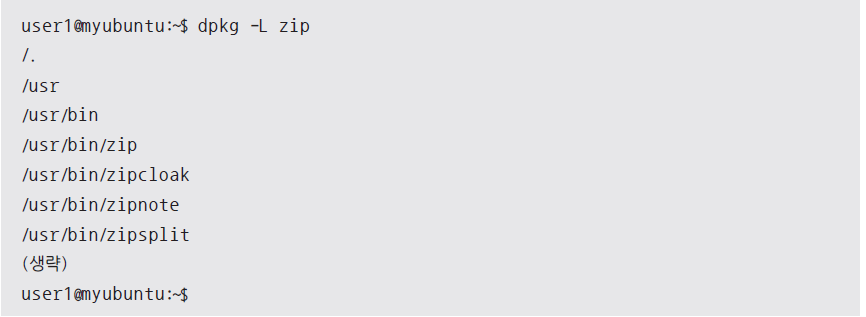 user1@myubuntu:~$ dpkg -L zip
/.
/usr
/usr/bin
/usr/bin/zip
/usr/bin/zipcloak
/usr/bin/zipnote
/usr/bin/zipsplit
(생략)
user1@myubuntu:~$